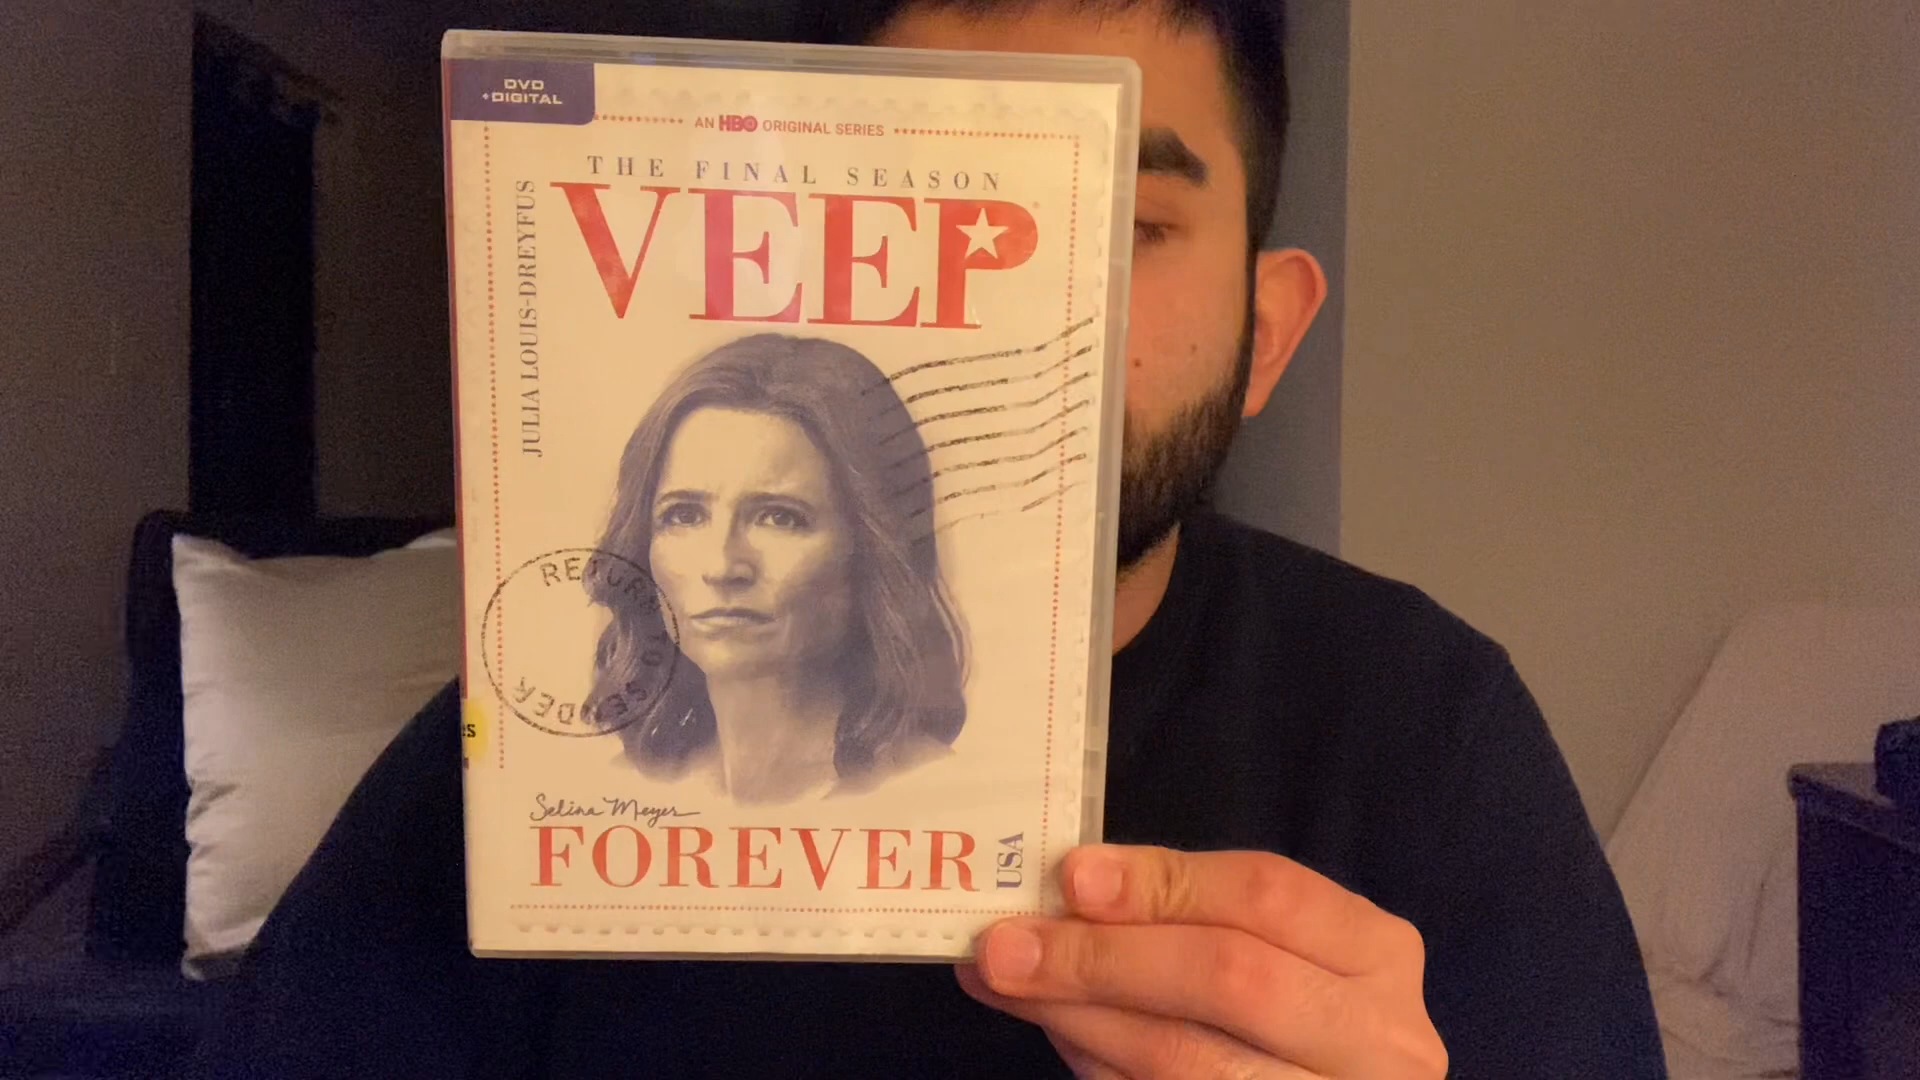 DVD
+DIGITAL
AN HBO ORIGINAL SERIES
THE FINAL SEASON
VEEP
JULIA LOUIS-DREYFUS
RETURN TO SENDER
Selina Meyer
FOREVER
USA